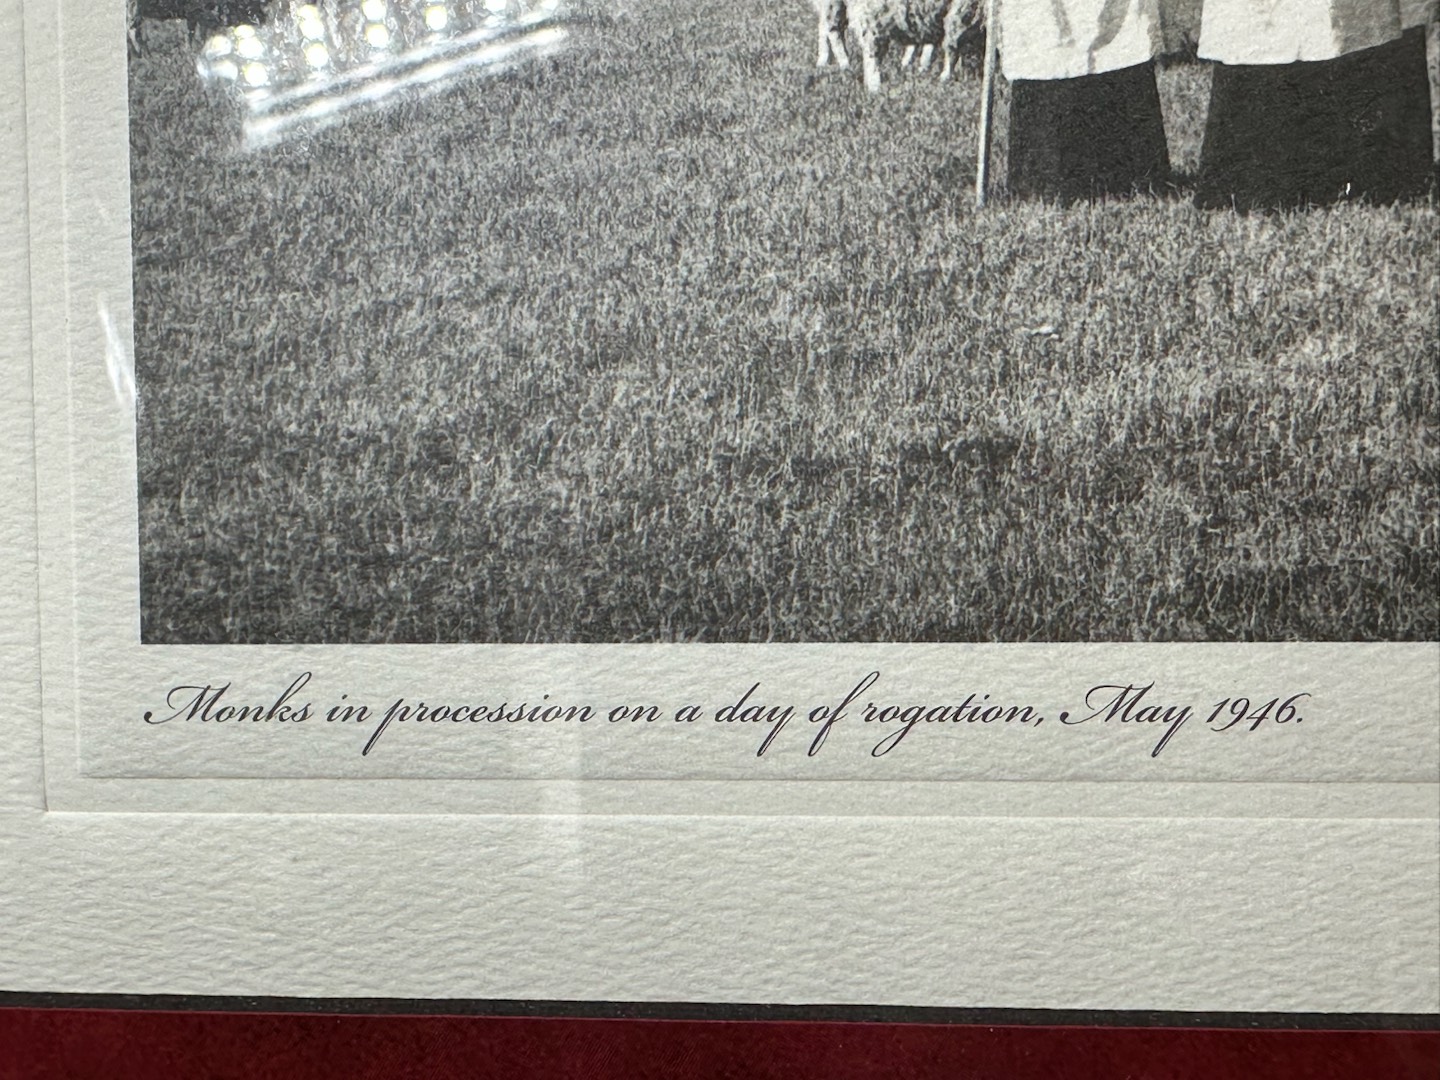 Monks in procession on a day of rogation, May 1946.